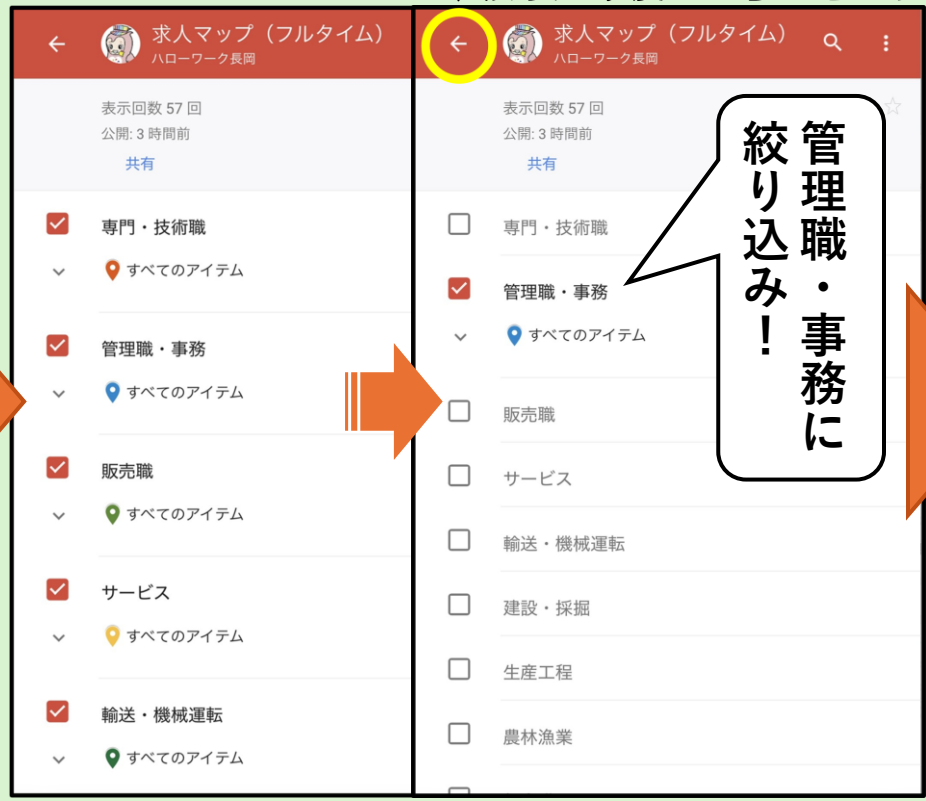 求人マップ（フルタイム）
ハローワーク長岡
表示回数 57 回
公開: 3 時間前
共有
専門・技術職
すべてのアイテム
管理職・事務
すべてのアイテム
販売職
すべてのアイテム
サービス
すべてのアイテム
輸送・機械運転
すべてのアイテム
求人マップ（フルタイム）
ハローワーク長岡
表示回数 57 回
公開: 3 時間前
共有
専門・技術職
管理職・事務
すべてのアイテム
販売職
サービス
輸送・機械運転
建設・採掘
生産工程
農林漁業
管理職・事務に
絞り込み！